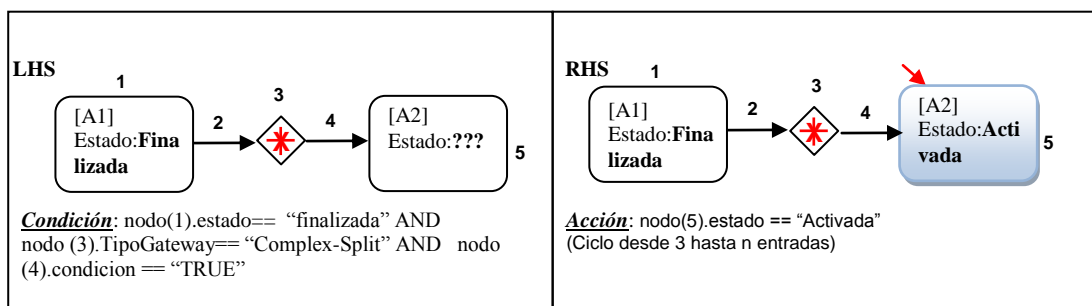 LHS
1
[A1]
Estado:Fina
lizada
2
3
4
[A2]
Estado:???
5
Condición: nodo(1).estado== “finalizada” AND
nodo (3).TipoGateway== “Complex-Split” AND nodo
(4).condicion == “TRUE”
RHS
1
[A1]
Estado:Fina
lizada
2
3
4
[A2]
Estado:Acti
vada
5
Acción: nodo(5).estado == “Activada”
(Ciclo desde 3 hasta n entradas)